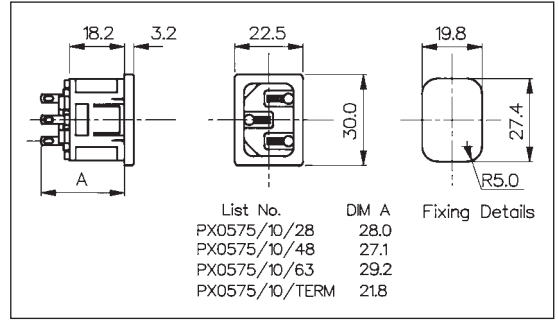 18.2 3.2 22.5 19.8
30.0 27.4
A R5.0
List No. DIM A Fixing Details
PX0575/10/28 28.0
PX0575/10/48 27.1
PX0575/10/63 29.2
PX0575/10/TERM 21.8